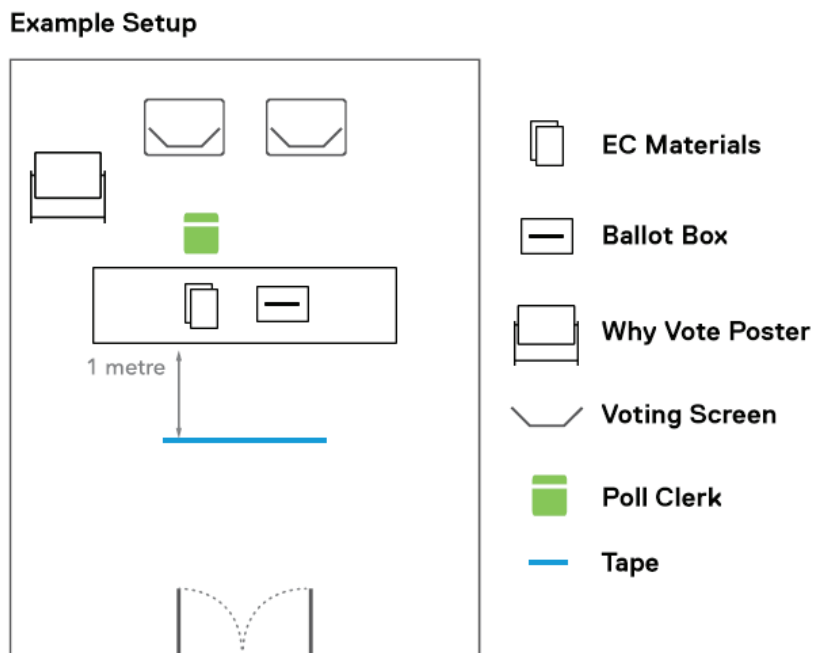 Example Setup
EC Materials
Ballot Box
Why Vote Poster
1 metre
Voting Screen
Poll Clerk
Tape